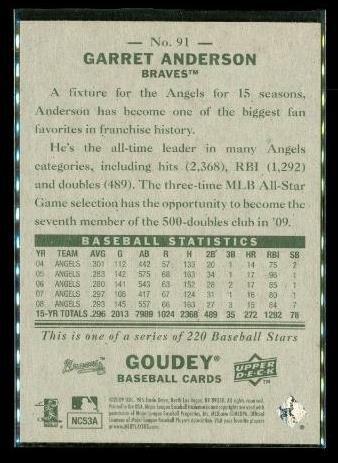 — No. 91 —
GARRET ANDERSON
BRAVES™
A fixture for the Angels for 15 seasons,
Anderson has become one of the biggest fan
favorites in franchise history.
He's the all-time leader in many Angels
categories, including hits (2,368), RBI (1,292)
and doubles (489). The three-time MLB All-Star
Game selection has the opportunity to become the
seventh member of the 500-doubles club in '09.
BASEBALL STATISTICS
YR TEAM AVG G AB R H 2B 3B HR RBI SB
04 ANGELS .301 112 442 57 133 20 1 14 75 2
05 ANGELS .283 142 575 68 163 34 1 17 96 1
06 ANGELS .280 141 543 63 152 28 2 17 85 1
07 ANGELS .297 108 417 67 124 31 1 16 80 1
08 ANGELS .293 145 557 66 163 27 3 15 84 7
15-YR TOTALS .296 2013 7989 1024 2368 489 35 272 1292 78
This is one of a series of 220 Baseball Stars
Braves
GOUDEY®
BASEBALL CARDS
UPPER
DECK
NC53A